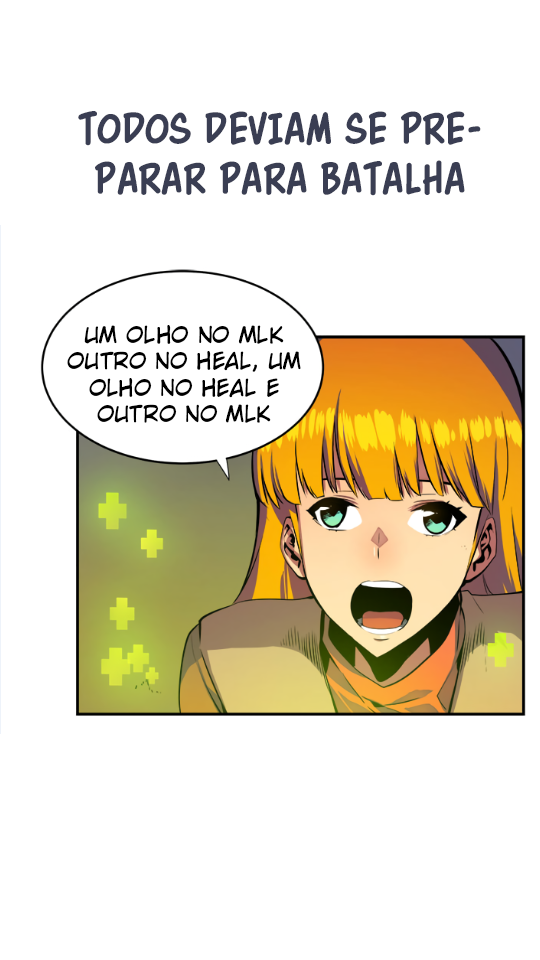 TODOS DEVIAM SE PRE-
PARAR PARA BATALHA
UM OLHO NO MLK
OUTRO NO HEAL, UM
OLHO NO HEAL E
OUTRO NO MLK